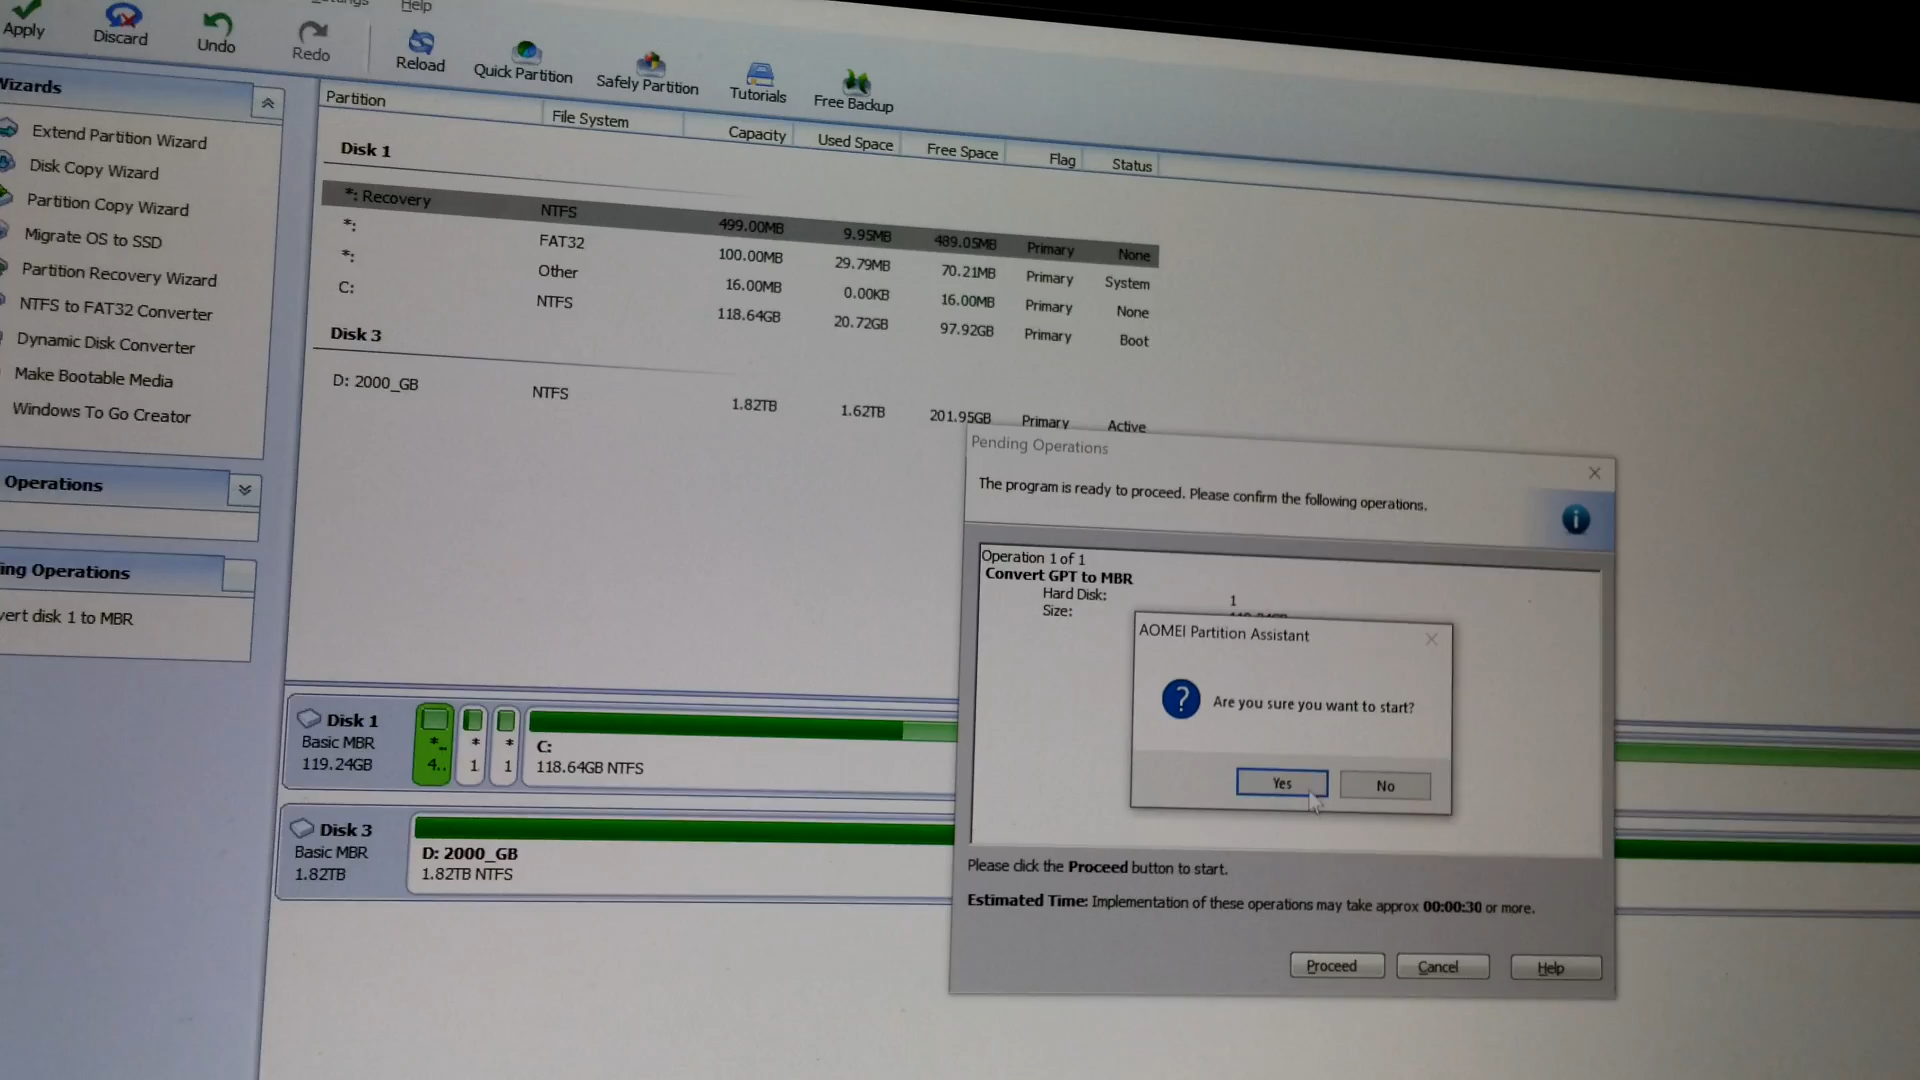 Help
Apply
Discard
Undo
Redo
Reload
Quick Partition
Safely Partition
Tutorials
Free Backup
Wizards
Extend Partition Wizard
Disk Copy Wizard
Partition Copy Wizard
Migrate OS to SSD
Partition Recovery Wizard
NTFS to FAT32 Converter
Dynamic Disk Converter
Make Bootable Media
Windows To Go Creator
Operations
ing Operations
vert disk 1 to MBR
Partition File System Capacity Used Space Free Space Flag Status
Disk 1
*: Recovery NTFS 499.00MB 9.95MB 489.05MB Primary None
*: FAT32 100.00MB 29.79MB 70.21MB Primary System
*: Other 16.00MB 0.00KB 16.00MB Primary None
C: NTFS 118.64GB 20.72GB 97.92GB Primary Boot
Disk 3
D: 2000_GB NTFS 1.82TB 1.62TB 201.95GB Primary Active
Disk 1
Basic MBR
119.24GB
*_
4..
*
1
*
1
C:
118.64GB NTFS
Disk 3
Basic MBR
1.82TB
D: 2000_GB
1.82TB NTFS
Pending Operations
The program is ready to proceed. Please confirm the following operations.
Operation 1 of 1
Convert GPT to MBR
Hard Disk: 1
Size:
AOMEI Partition Assistant
Are you sure you want to start?
Yes No
Please click the Proceed button to start.
Estimated Time: Implementation of these operations may take approx 00:00:30 or more.
Proceed Cancel Help